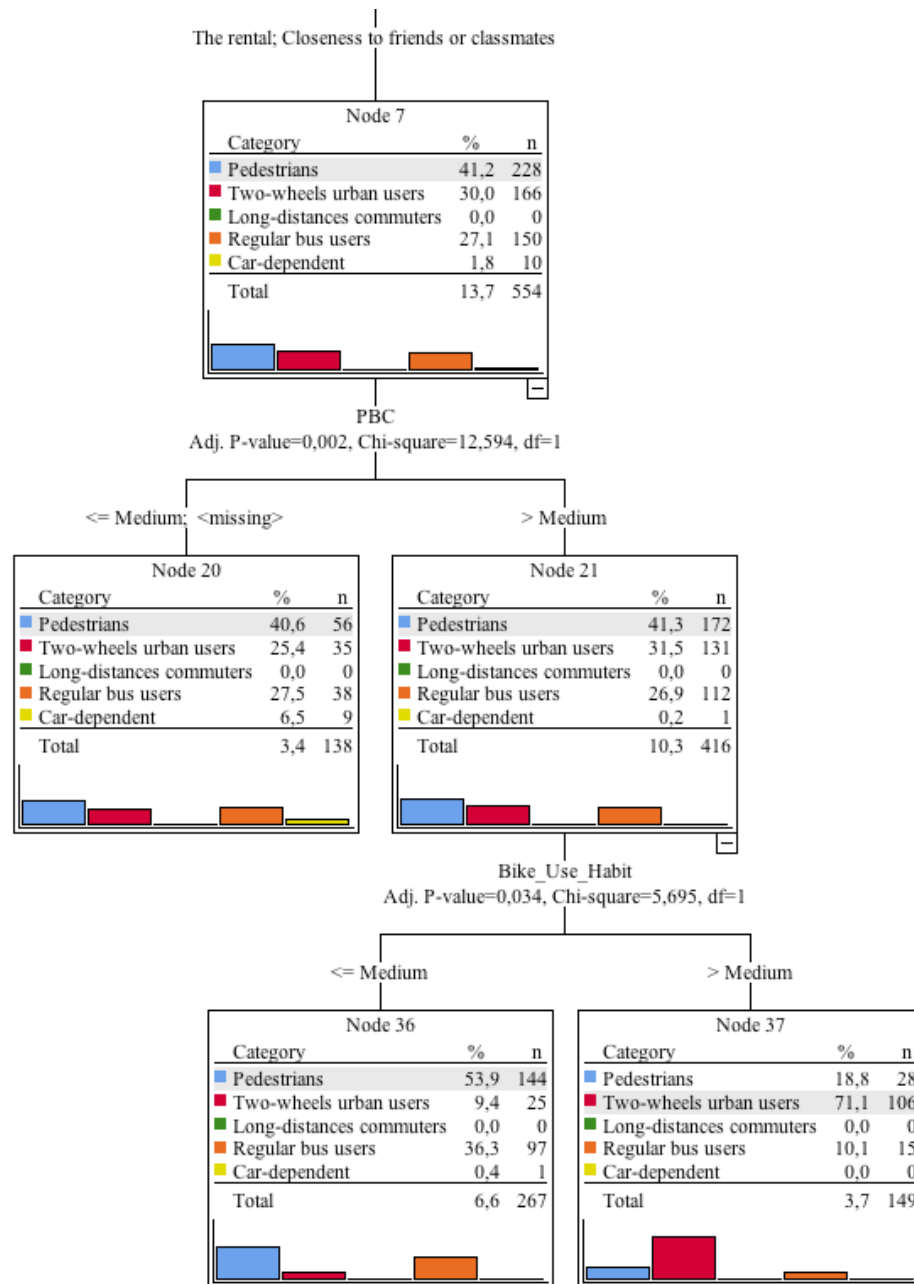 The rental; Closeness to friends or classmates
Node 7
Category % n
Pedestrians 41,2 228
Two-wheels urban users 30,0 166
Long-distances commuters 0,0 0
Regular bus users 27,1 150
Car-dependent 1,8 10
Total 13,7 554
PBC
Adj. P-value=0,002, Chi-square=12,594, df=1
<= Medium; <missing>
> Medium
Node 20
Category % n
Pedestrians 40,6 56
Two-wheels urban users 25,4 35
Long-distances commuters 0,0 0
Regular bus users 27,5 38
Car-dependent 6,5 9
Total 3,4 138
Node 21
Category % n
Pedestrians 41,3 172
Two-wheels urban users 31,5 131
Long-distances commuters 0,0 0
Regular bus users 26,9 112
Car-dependent 0,2 1
Total 10,3 416
Bike_Use_Habit
Adj. P-value=0,034, Chi-square=5,695, df=1
<= Medium
> Medium
Node 36
Category % n
Pedestrians 53,9 144
Two-wheels urban users 9,4 25
Long-distances commuters 0,0 0
Regular bus users 36,3 97
Car-dependent 0,4 1
Total 6,6 267
Node 37
Category % n
Pedestrians 18,8 28
Two-wheels urban users 71,1 106
Long-distances commuters 0,0 0
Regular bus users 10,1 15
Car-dependent 0,0 0
Total 3,7 149